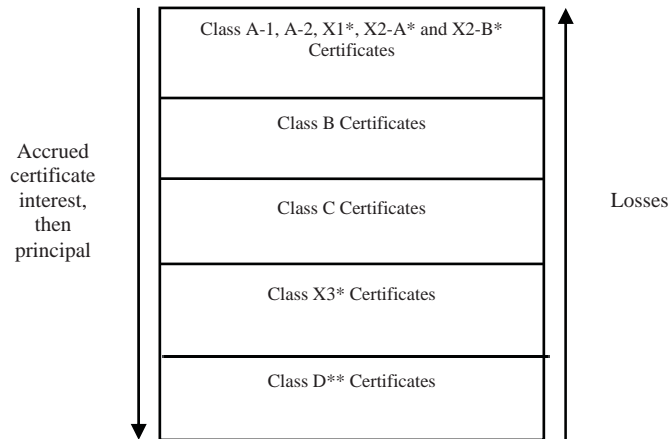 Class A-1, A-2, X1*, X2-A* and X2-B*
Certificates
Class B Certificates
Accrued
certificate
interest,
then
principal
Class C Certificates
Losses
Class X3* Certificates
Class D** Certificates